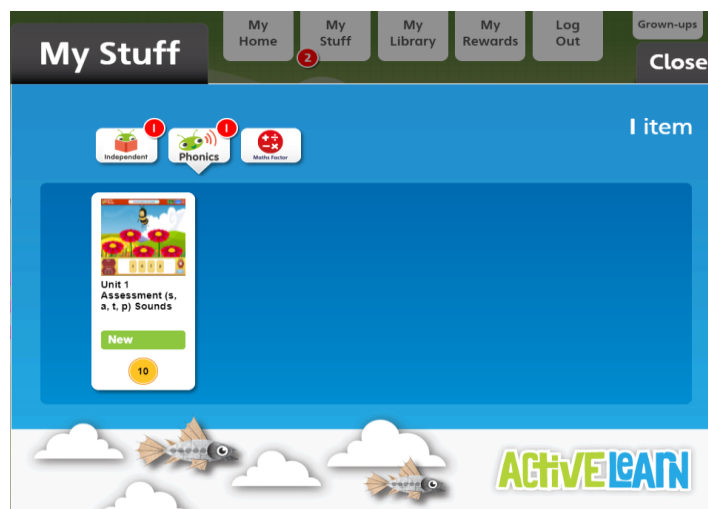 My Stuff
My
Home
My
Stuff
2
My
Library
My
Rewards
Log
Out
Grown-ups
Close
1 item
Independent
1
Phonics
1
Maths Factor
Unit 1
Assessment (s,
a, t, p) Sounds
New
10
ACTIVE LEARN